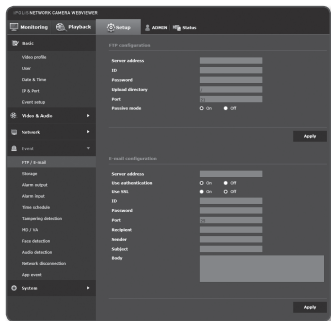 iPOLiS NETWORK CAMERA WEBVIEWER
Monitoring
Playback
Setup
ADMIN
Status
Basic
Video profile
User
Date & Time
IP & Port
Event setup
Video & Audio
Network
Event
FTP / E-mail
Storage
Alarm output
Alarm input
Time schedule
Tampering detection
MD / VA
Face detection
Audio detection
Network disconnection
App event
System
FTP configuration
Server address
ID
Password
Upload directory
Port
Passive mode On Off
Apply
E-mail configuration
Server address
Use authentication On Off
Use SSL On Off
ID
Password
Port
Recipient
Sender
Subject
Body
Apply